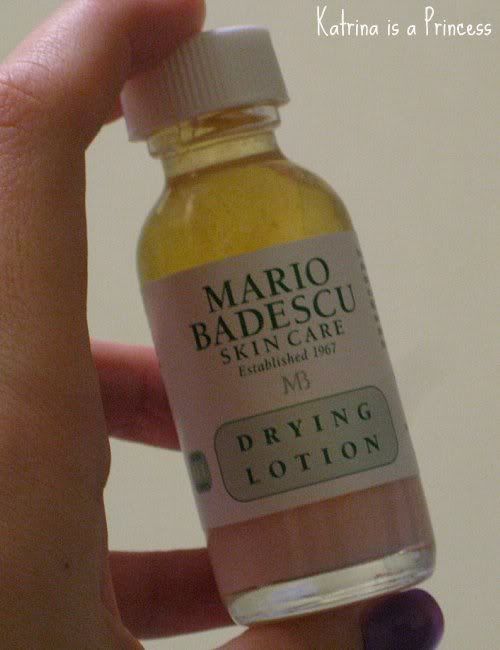 Katrina is a Princess
MARIO
BADESCU
SKIN CARE
Established 1967
MB
DRYING
LOTION